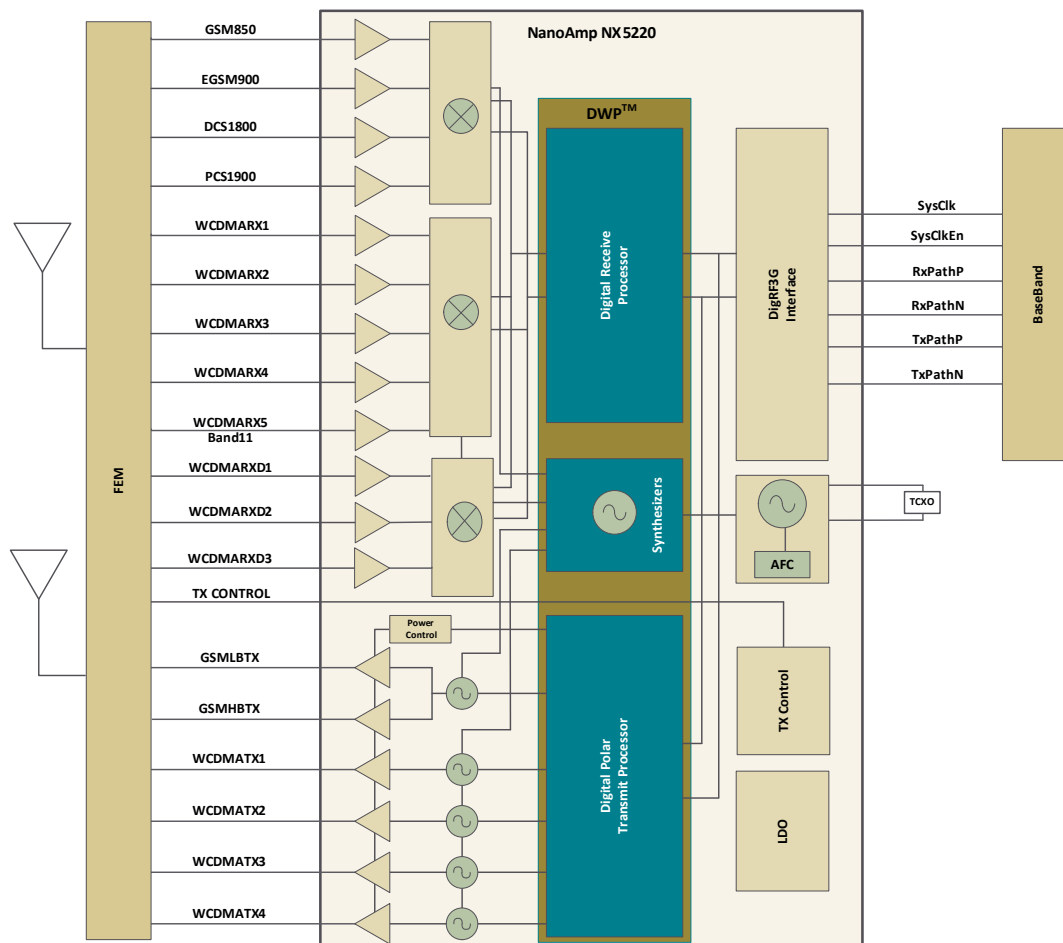 NanoAmp NX5220
DWP™
GSM850
EGSM900
DCS1800
PCS1900
WCDMARX1
WCDMARX2
WCDMARX3
WCDMARX4
WCDMARX5
Band11
WCDMARXD1
WCDMARXD2
WCDMARXD3
TX CONTROL
GSMLBTX
GSMHBTX
WCDMATX1
WCDMATX2
WCDMATX3
WCDMATX4
FEM
Power
Control
Digital Receive
Processor
Synthesizers
Digital Polar
Transmit Processor
DigRF3G
Interface
AFC
TCXO
TX Control
LDO
SysClk
SysClkEn
RxPathP
RxPathN
TxPathP
TxPathN
BaseBand